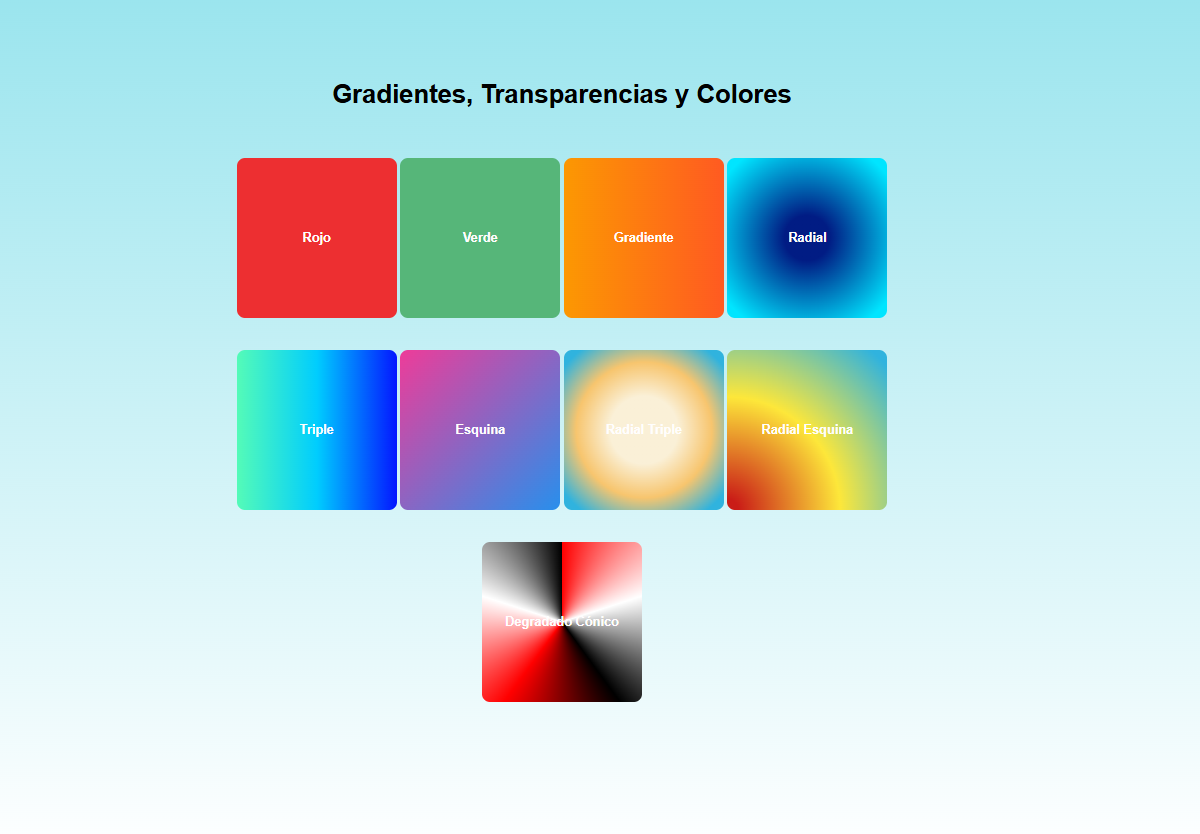 Gradientes, Transparencias y Colores
Rojo
Verde
Gradiente
Radial
Triple
Esquina
Radial Triple
Radial Esquina
Degradado Cónico